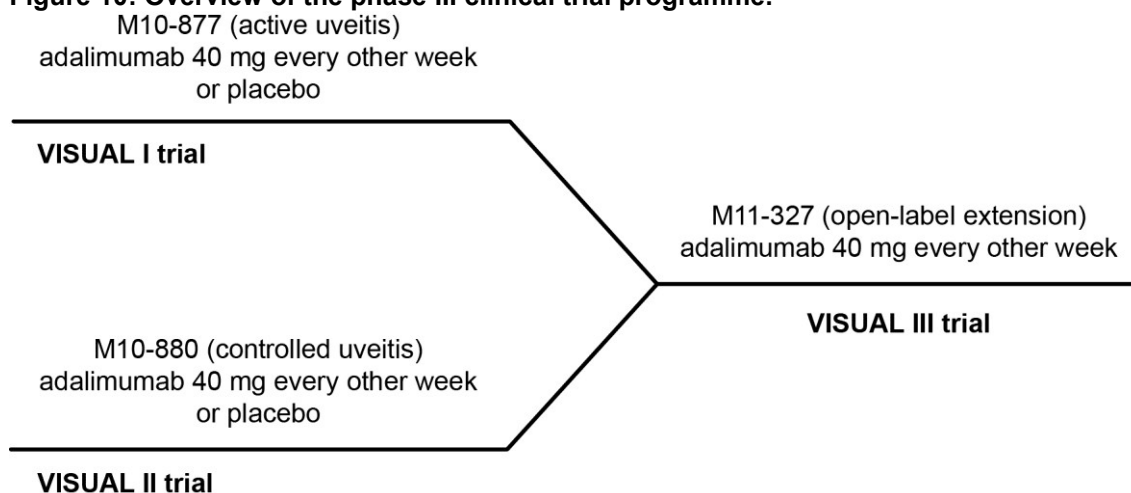 Figure 10: Overview of the phase III clinical trial programme.
M10-877 (active uveitis)
adalimumab 40 mg every other week
or placebo
VISUAL I trial
M11-327 (open-label extension)
adalimumab 40 mg every other week
VISUAL III trial
M10-880 (controlled uveitis)
adalimumab 40 mg every other week
or placebo
VISUAL II trial